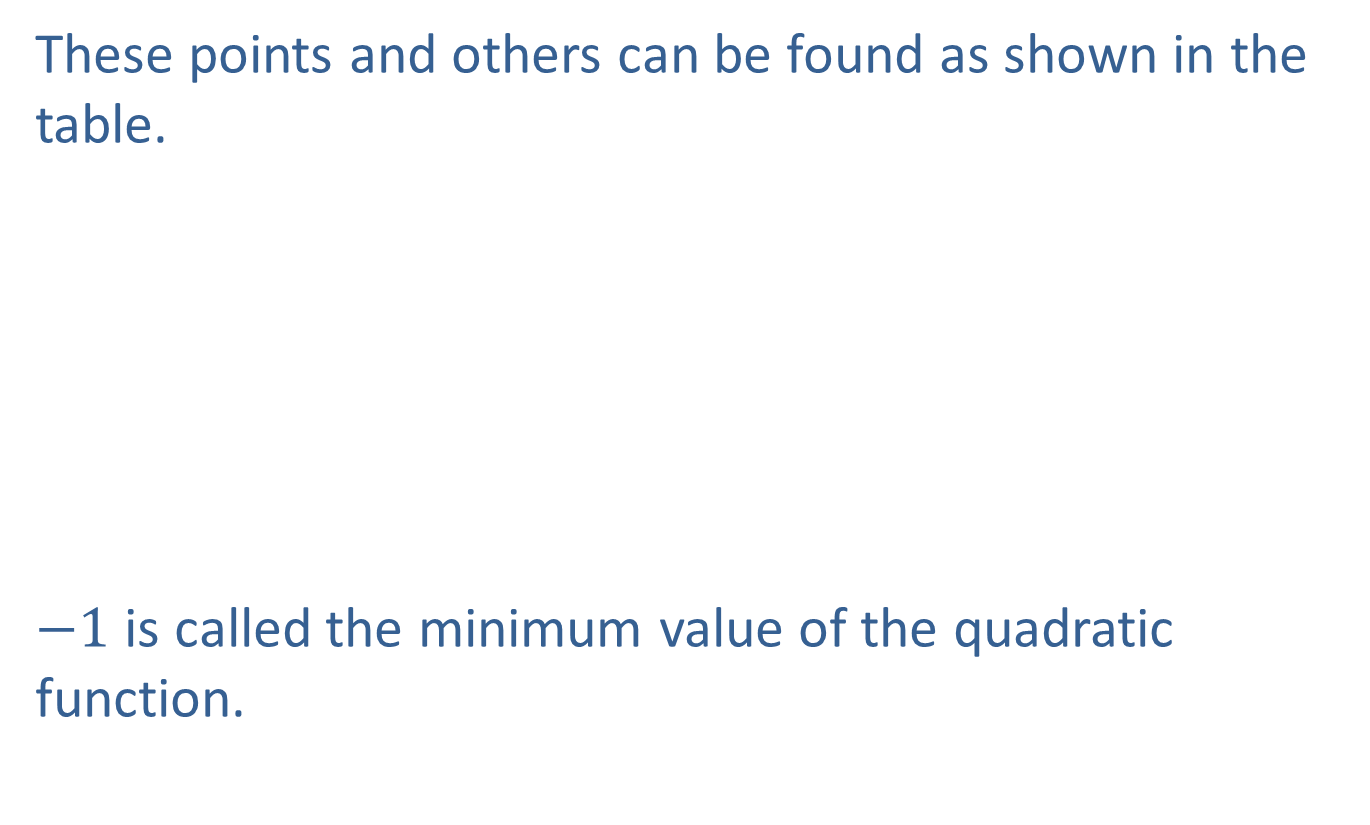 These points and others can be found as shown in the
table.
−1 is called the minimum value of the quadratic
function.